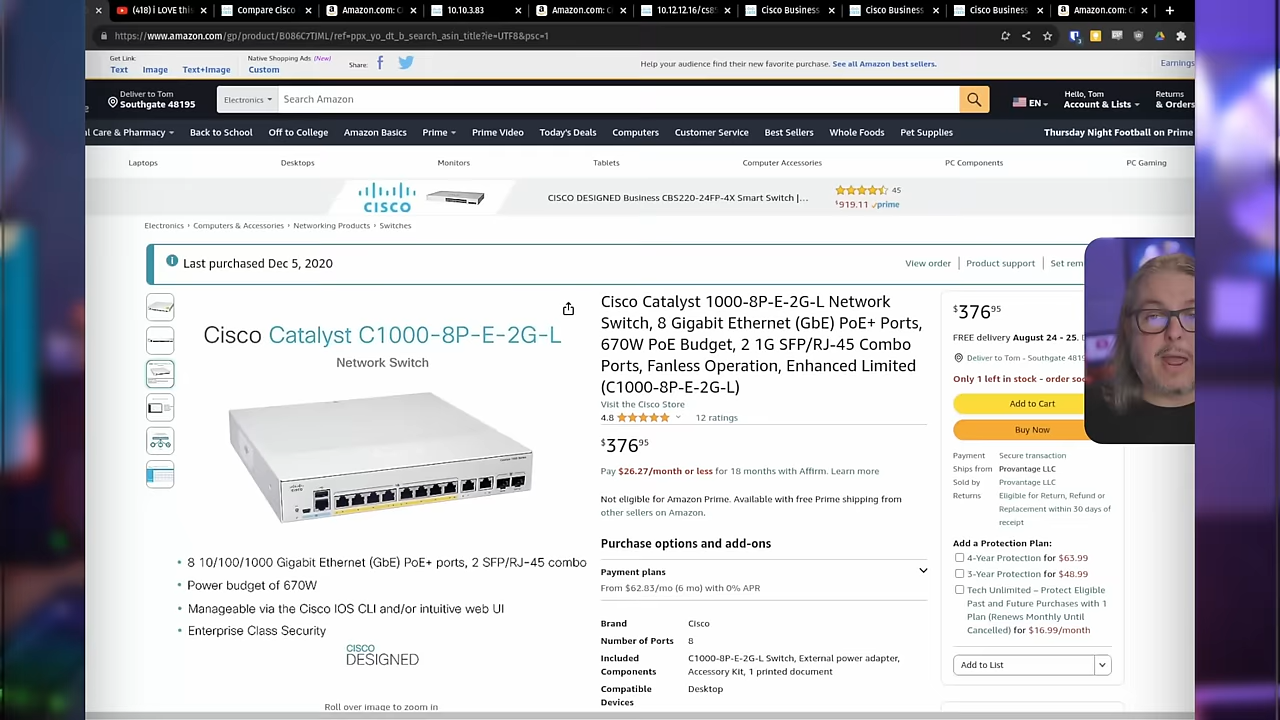 (418) i LOVE this
Compare Cisco
Amazon.com: C
10.10.3.83
Amazon.com: C
10.12.12.16/cs85
Cisco Business
Cisco Business
Cisco Business
Amazon.com: C
https://www.amazon.com/gp/product/B086C7TJML/ref=ppx_yo_dt_b_search_asin_title?ie=UTF8&psc=1
Get Link:
Text Image Text+Image
Native Shopping Ads (New)
Custom
Share:
Help your audience find their new favorite purchase. See all Amazon best sellers.
Earnings
Deliver to Tom
Southgate 48195
Electronics
Search Amazon
EN
Hello, Tom
Account & Lists
Returns
& Orders
al Care & Pharmacy Back to School Off to College Amazon Basics Prime Prime Video Today's Deals Computers Customer Service Best Sellers Whole Foods Pet Supplies Thursday Night Football on Prime
Laptops Desktops Monitors Tablets Computer Accessories PC Components PC Gaming
CISCO
CISCO DESIGNED Business CBS220-24FP-4X Smart Switch |...
45
$919.11 prime
Electronics › Computers & Accessories › Networking Products › Switches
Last purchased Dec 5, 2020
View order Product support Set rem
Cisco Catalyst C1000-8P-E-2G-L
Network Switch
• 8 10/100/1000 Gigabit Ethernet (GbE) PoE+ ports, 2 SFP/RJ-45 combo
• Power budget of 670W
• Manageable via the Cisco IOS CLI and/or intuitive web UI
• Enterprise Class Security
CISCO
DESIGNED
Roll over image to zoom in
Cisco Catalyst 1000-8P-E-2G-L Network
Switch, 8 Gigabit Ethernet (GbE) PoE+ Ports,
670W PoE Budget, 2 1G SFP/RJ-45 Combo
Ports, Fanless Operation, Enhanced Limited
(C1000-8P-E-2G-L)
Visit the Cisco Store
4.8 12 ratings
$37695
Pay $26.27/month or less for 18 months with Affirm. Learn more
Not eligible for Amazon Prime. Available with free Prime shipping from
other sellers on Amazon.
Purchase options and add-ons
Payment plans
From $62.83/mo (6 mo) with 0% APR
Brand Cisco
Number of Ports 8
Included Components C1000-8P-E-2G-L Switch, External power adapter,
Accessory Kit, 1 printed document
Compatible Devices Desktop
$37695
FREE delivery August 24 - 25.
Deliver to Tom - Southgate 4819
Only 1 left in stock - order soo
Add to Cart
Buy Now
Payment Secure transaction
Ships from Provantage LLC
Sold by Provantage LLC
Returns Eligible for Return, Refund or
Replacement within 30 days of
receipt
Add a Protection Plan:
4-Year Protection for $63.99
3-Year Protection for $48.99
Tech Unlimited – Protect Eligible
Past and Future Purchases with 1
Plan (Renews Monthly Until
Cancelled) for $16.99/month
Add to List